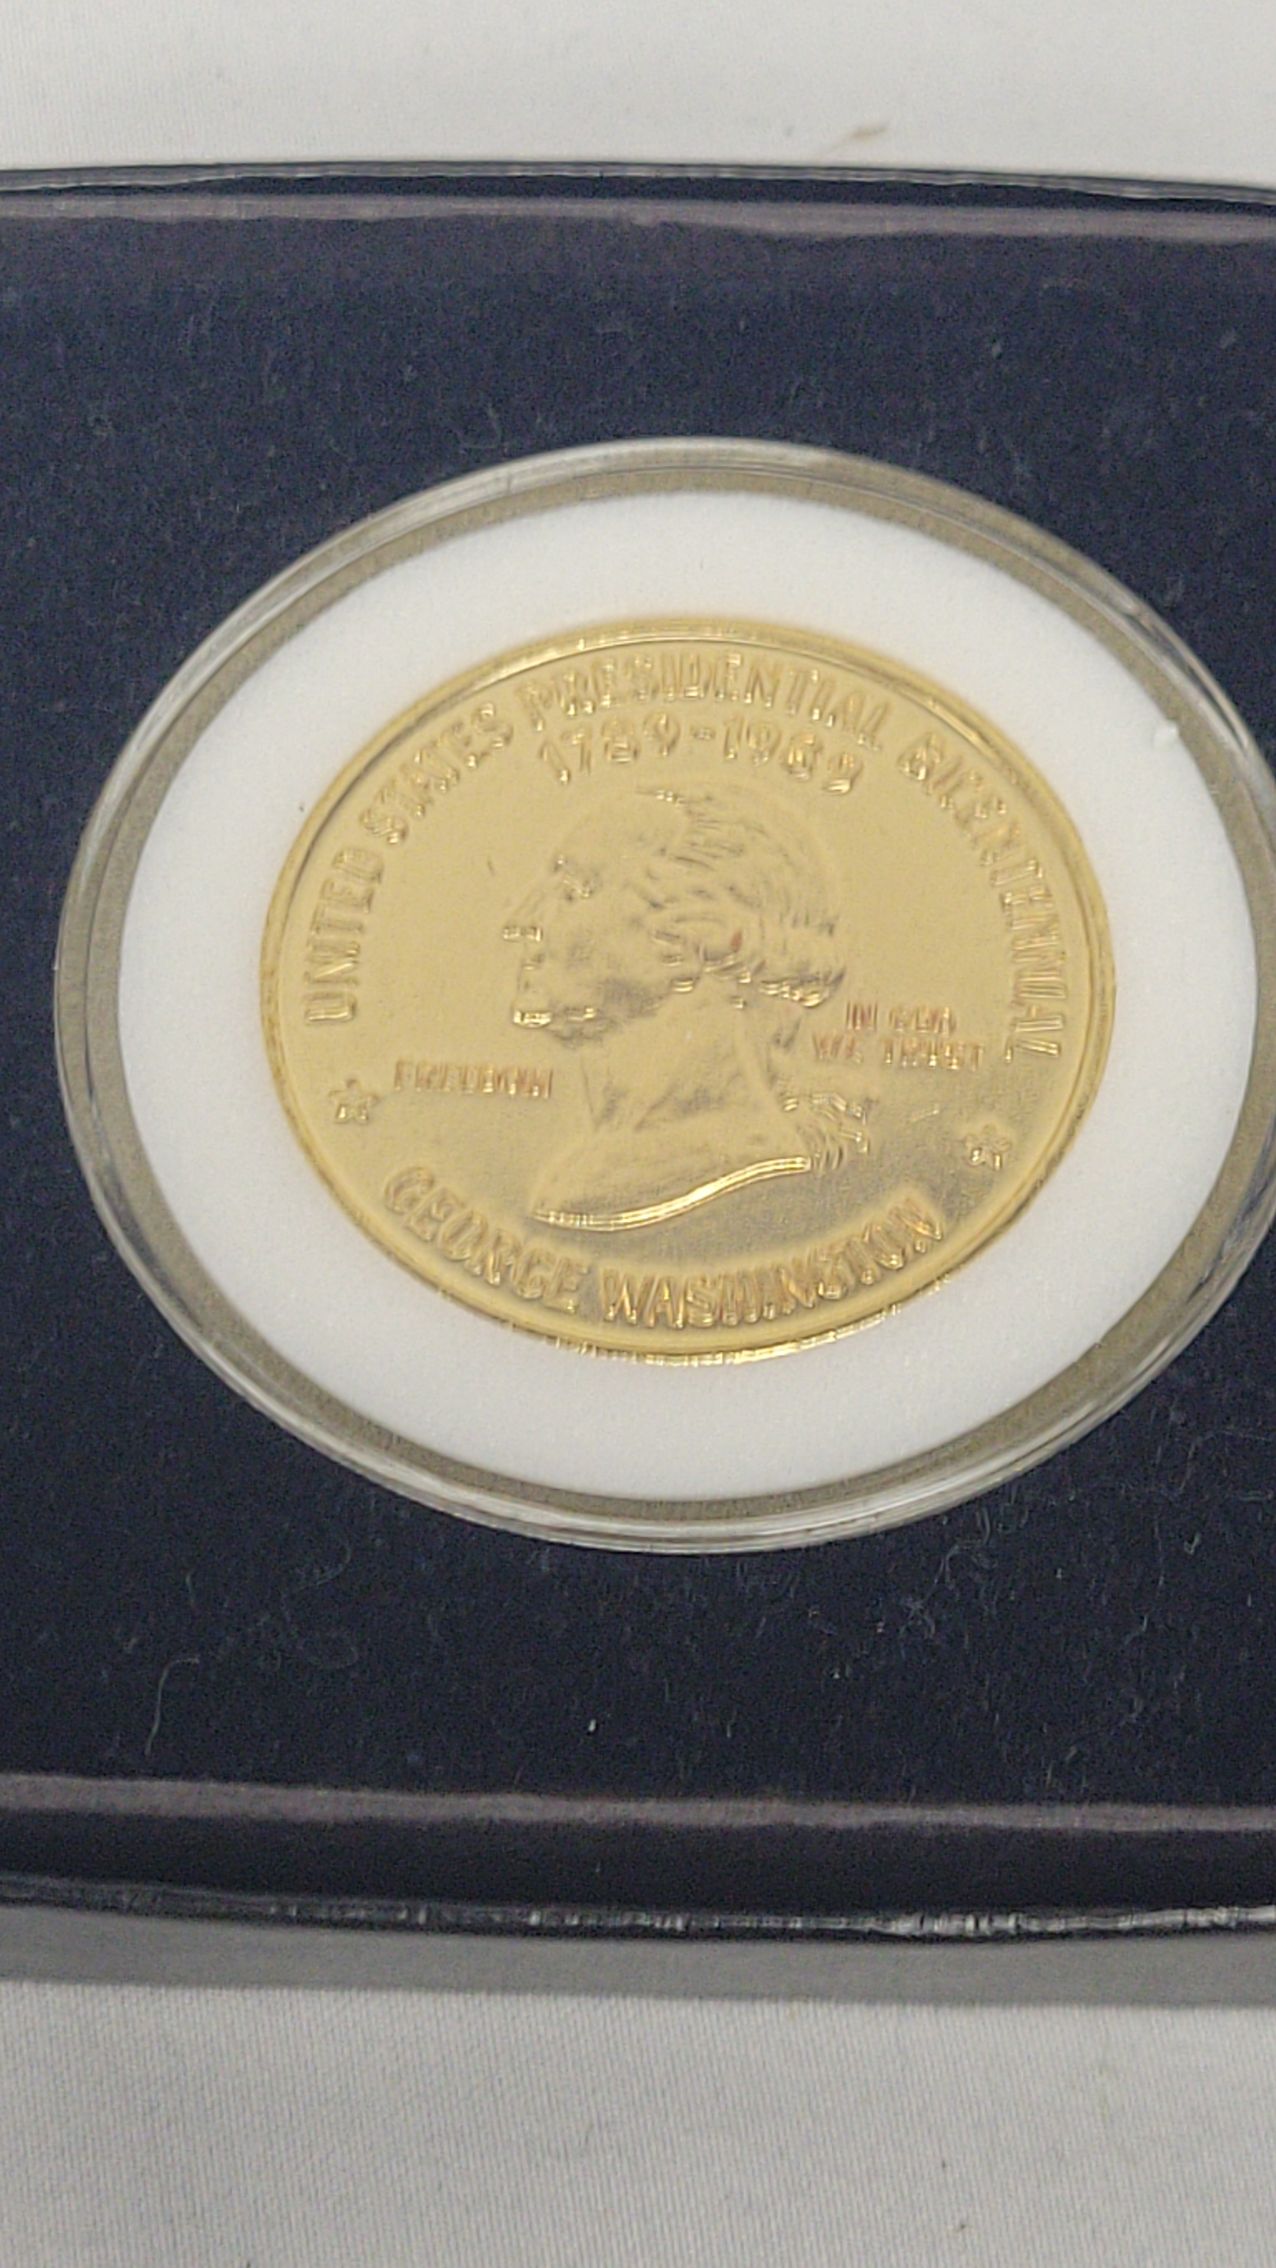 UNITED STATES PRESIDENTIAL BICENTENNIAL
1789-1989
FREEDOM
IN GOD
WE TRUST
GEORGE WASHINGTON